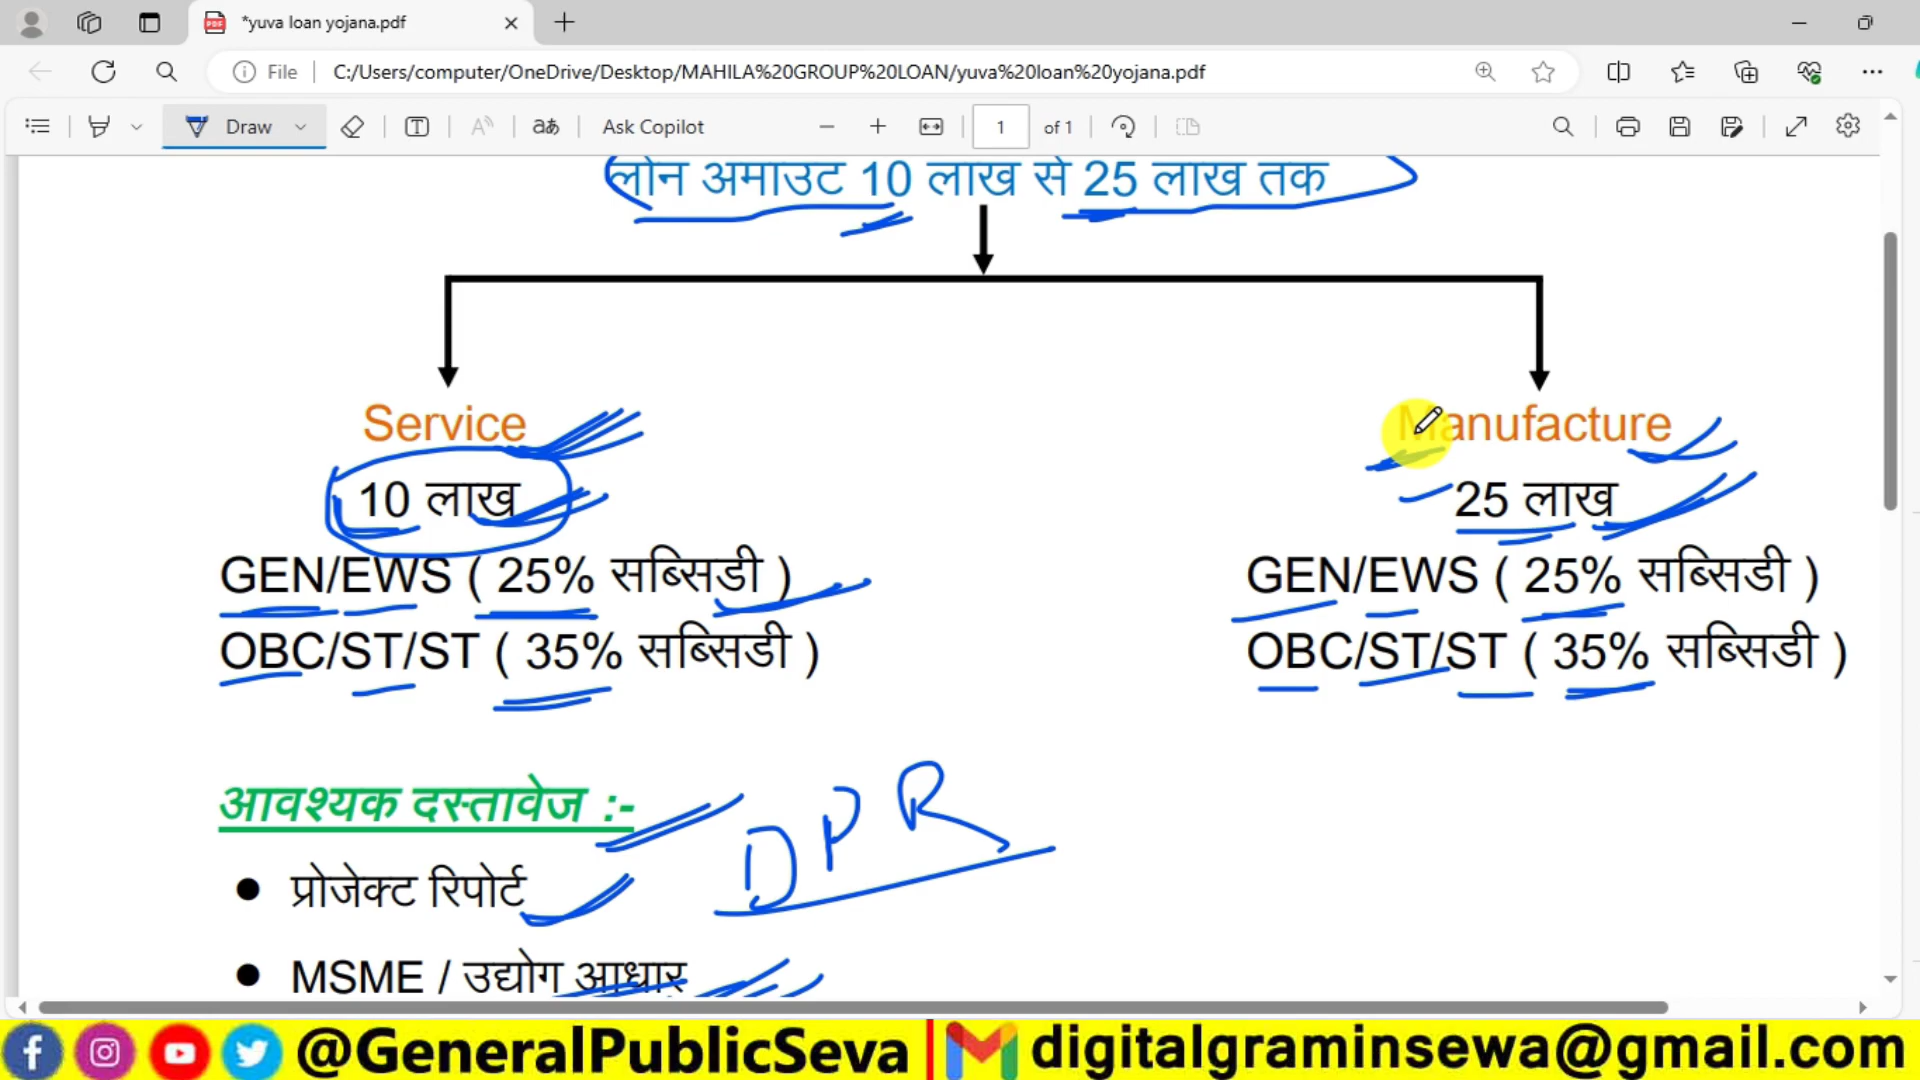 *yuva loan yojana.pdf
File C:/Users/computer/OneDrive/Desktop/MAHILA%20GROUP%20LOAN/yuva%20loan%20yojana.pdf
Draw T A aあ Ask Copilot 1 of 1
लोन अमाउट 10 लाख से 25 लाख तक
Service
10 लाख
GEN/EWS ( 25% सब्सिडी )
OBC/ST/ST ( 35% सब्सिडी )
Manufacture
25 लाख
GEN/EWS ( 25% सब्सिडी )
OBC/ST/ST ( 35% सब्सिडी )
आवश्यक दस्तावेज :-
DPR
● प्रोजेक्ट रिपोर्ट
● MSME / उद्योग आधार
@GeneralPublicSeva digitalgraminsewa@gmail.com